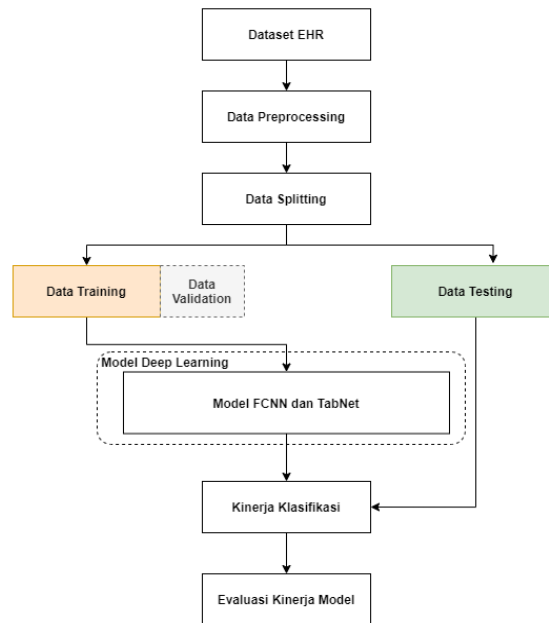 Dataset EHR
Data Preprocessing
Data Splitting
Data Training
Data
Validation
Data Testing
Model Deep Learning
Model FCNN dan TabNet
Kinerja Klasifikasi
Evaluasi Kinerja Model